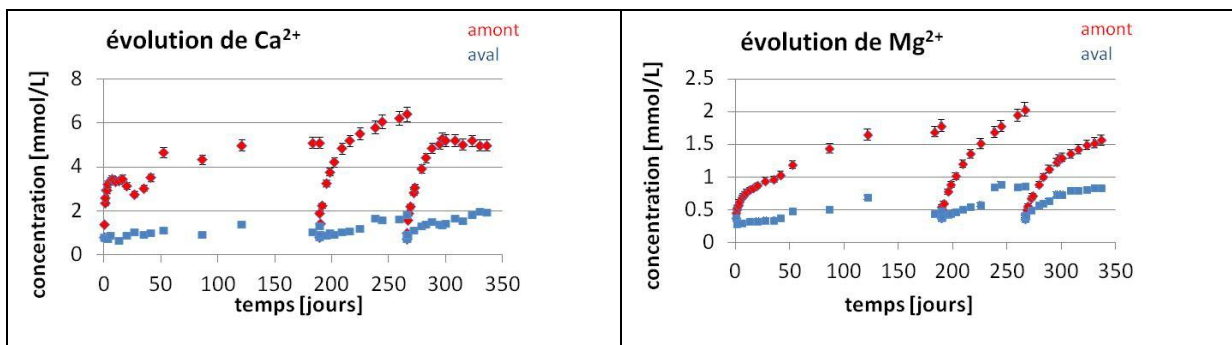 évolution de Ca²⁺
amont
aval
concentration [mmol/L]
8
6
4
2
0
0 50 100 150 200 250 300 350
temps [jours]
évolution de Mg²⁺
amont
aval
concentration [mmol/L]
2.5
2
1.5
1
0.5
0
0 50 100 150 200 250 300 350
temps [jours]